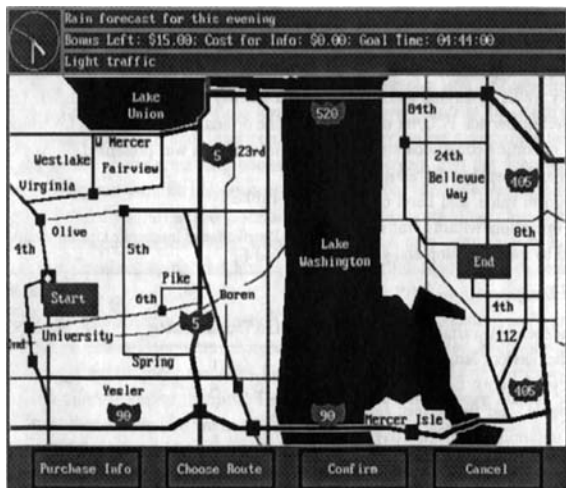 Rain forecast for this evening
Bonus Left: $15.00: Cost for Info: $0.00: Goal Time: 04:44:00
Light traffic
Lake
Union
520
84th
W Mercer
Westlake
Fairview
5
23rd
24th
Bellevue
Way
405
Virginia
Olive
8th
4th
5th
Lake
Washington
End
Pike
Start
6th
Boren
4th
University
5
112
2nd
Spring
Yesler
405
90
90
Mercer Isle
Purchase Info
Choose Route
Confirm
Cancel